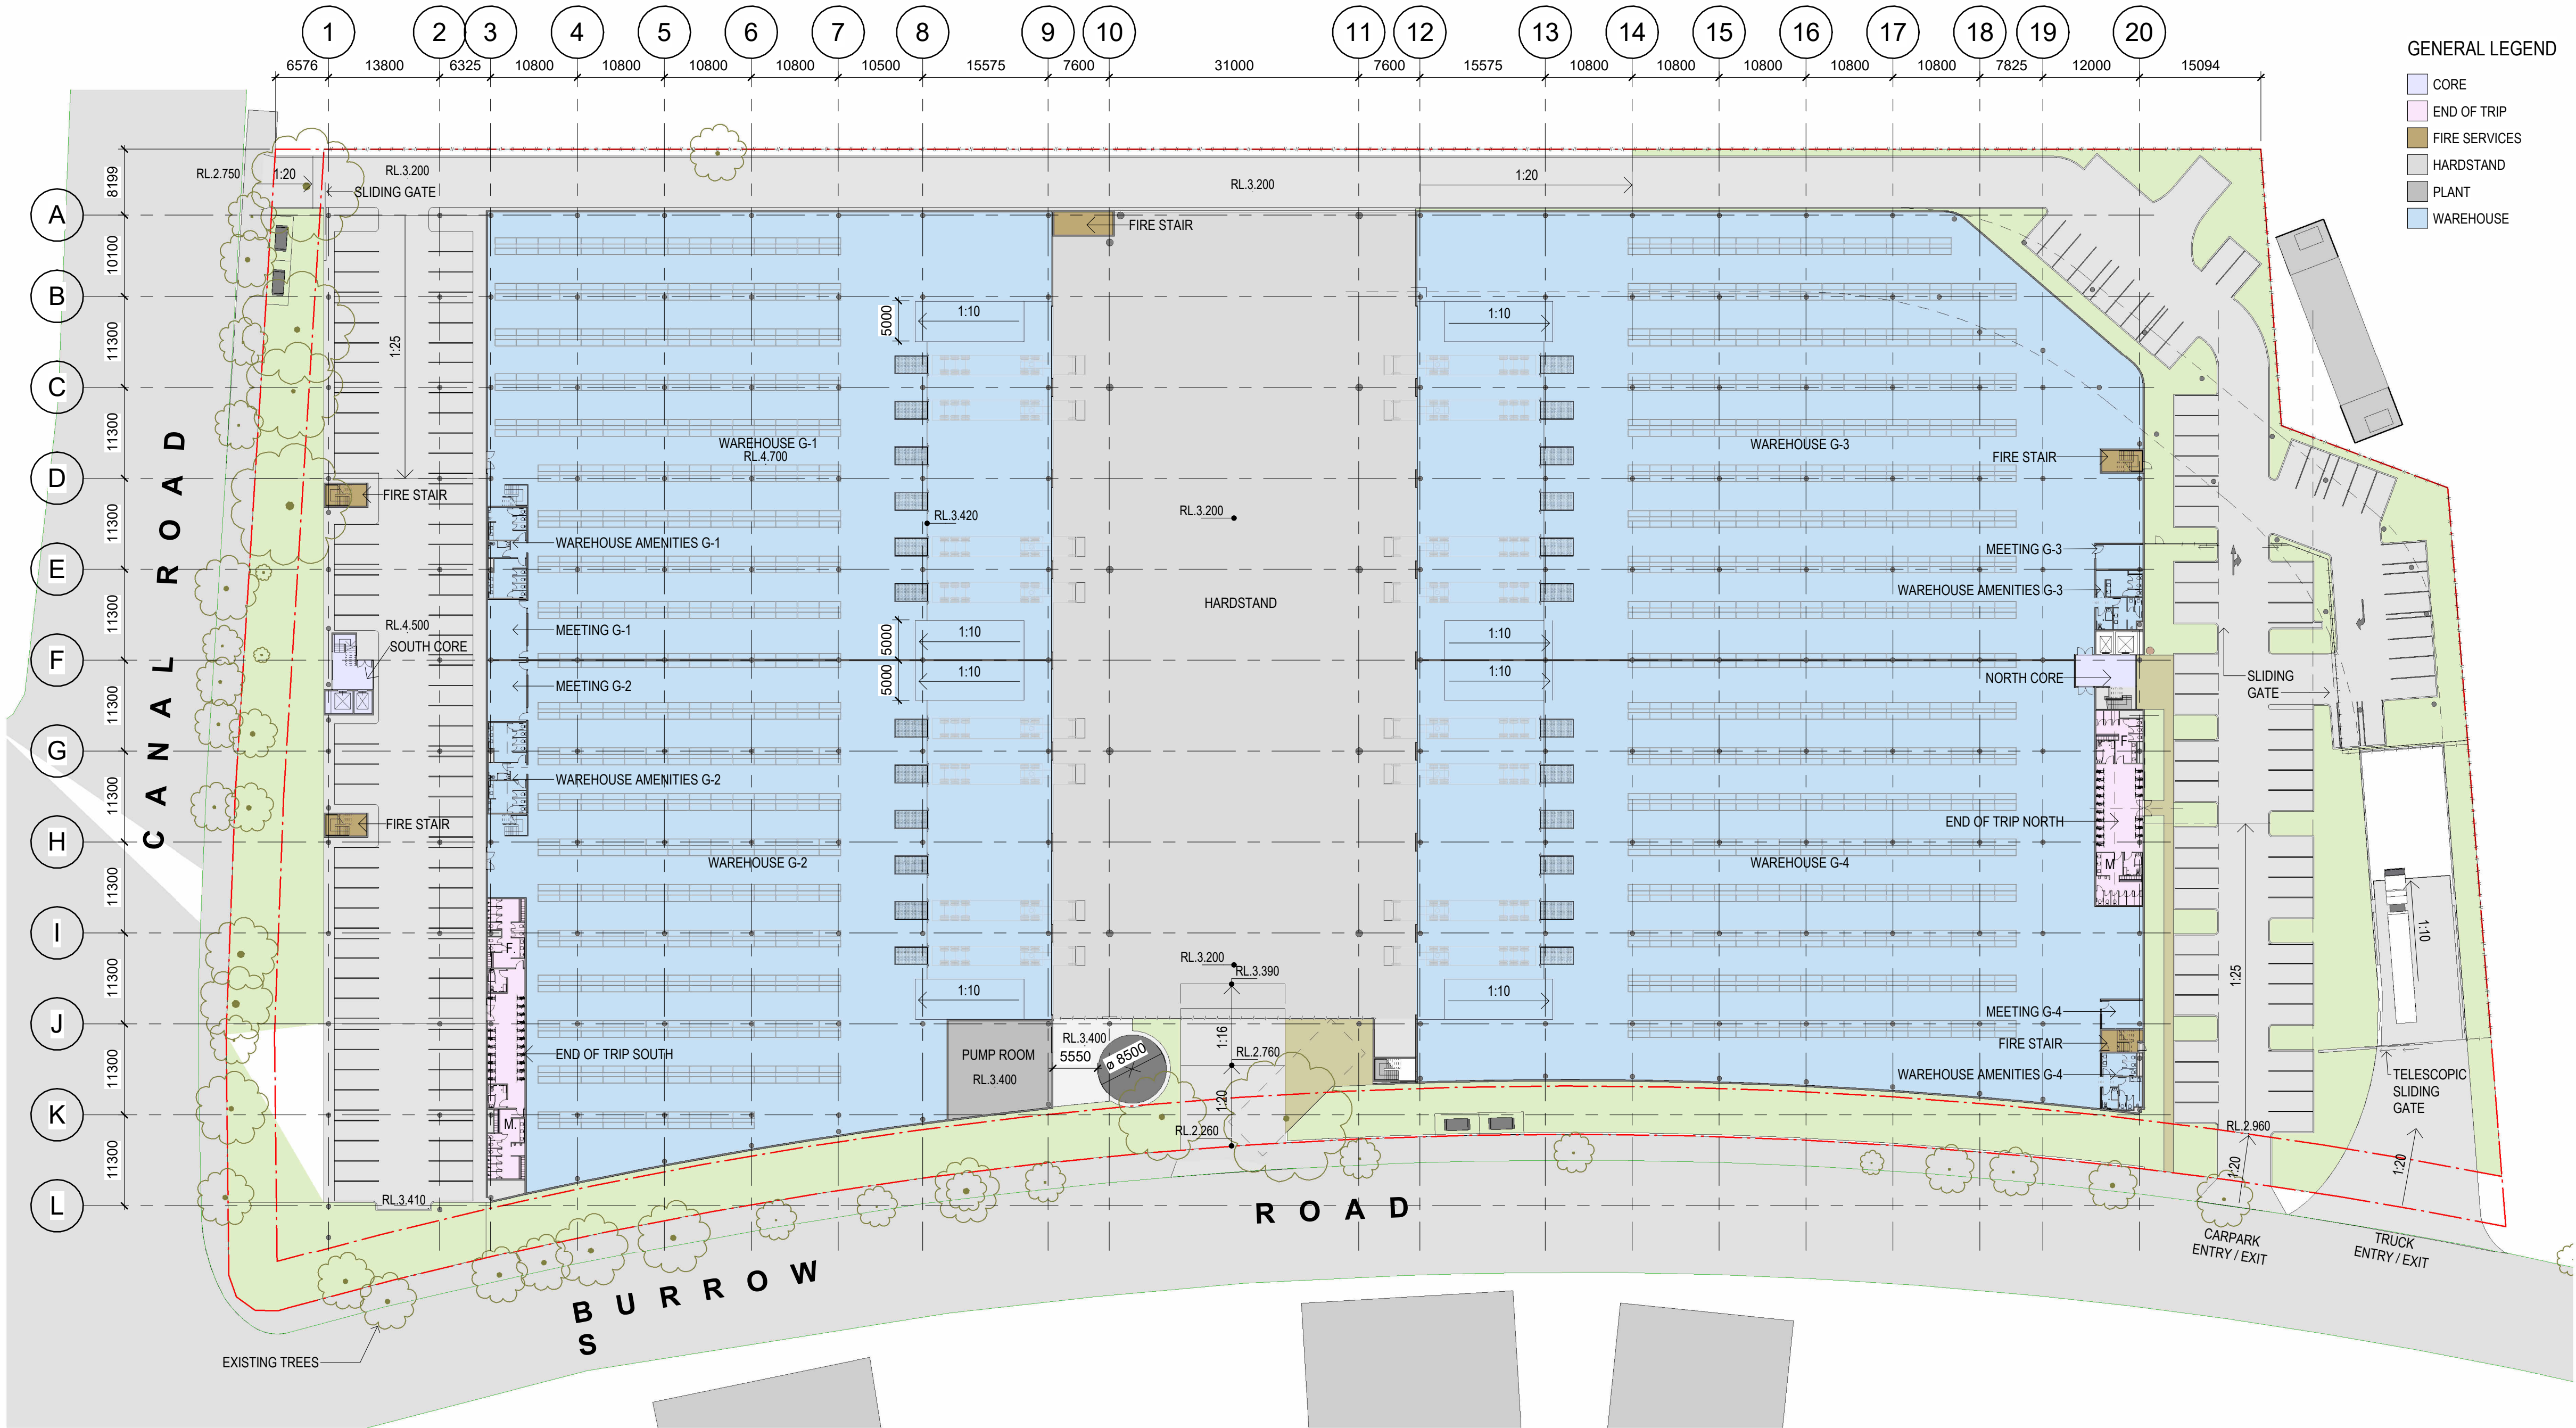 1 2 3 4 5 6 7 8 9 10 11 12 13 14 15 16 17 18 19 20
6576 13800 6325 10800 10800 10800 10800 10500 15575 7600 31000 7600 15575 10800 10800 10800 10800 10800 7825 12000 15094
GENERAL LEGEND
CORE
END OF TRIP
FIRE SERVICES
HARDSTAND
PLANT
WAREHOUSE
A
B
C
D
E
F
G
H
I
J
K
L
8199
10100
11300
11300
11300
11300
11300
11300
11300
11300
11300
11300
CANAL ROAD
RL.2.750
1:20
RL.3.200
SLIDING GATE
RL.3.200
1:20
FIRE STAIR
1:25
5000
1:10
1:10
WAREHOUSE G-1
RL.4.700
WAREHOUSE G-3
FIRE STAIR
FIRE STAIR
RL.3.420
RL.3.200
WAREHOUSE AMENITIES G-1
MEETING G-3
WAREHOUSE AMENITIES G-3
HARDSTAND
RL.4.500
SOUTH CORE
MEETING G-1
5000
1:10
1:10
MEETING G-2
5000
1:10
1:10
NORTH CORE
SLIDING
GATE
F
WAREHOUSE AMENITIES G-2
FIRE STAIR
END OF TRIP NORTH
WAREHOUSE G-2
WAREHOUSE G-4
M
F.
1:10
RL.3.200
RL.3.390
1:25
1:10
1:10
MEETING G-4
END OF TRIP SOUTH
PUMP ROOM
RL.3.400
RL.3.400
5550
ø 8500
1:16
RL.2.760
1:20
RL.2.260
FIRE STAIR
WAREHOUSE AMENITIES G-4
TELESCOPIC
SLIDING
GATE
M.
RL.2.960
1:20
1:20
RL.3.410
ROAD
CARPARK
ENTRY / EXIT
TRUCK
ENTRY / EXIT
BURROW
S
EXISTING TREES